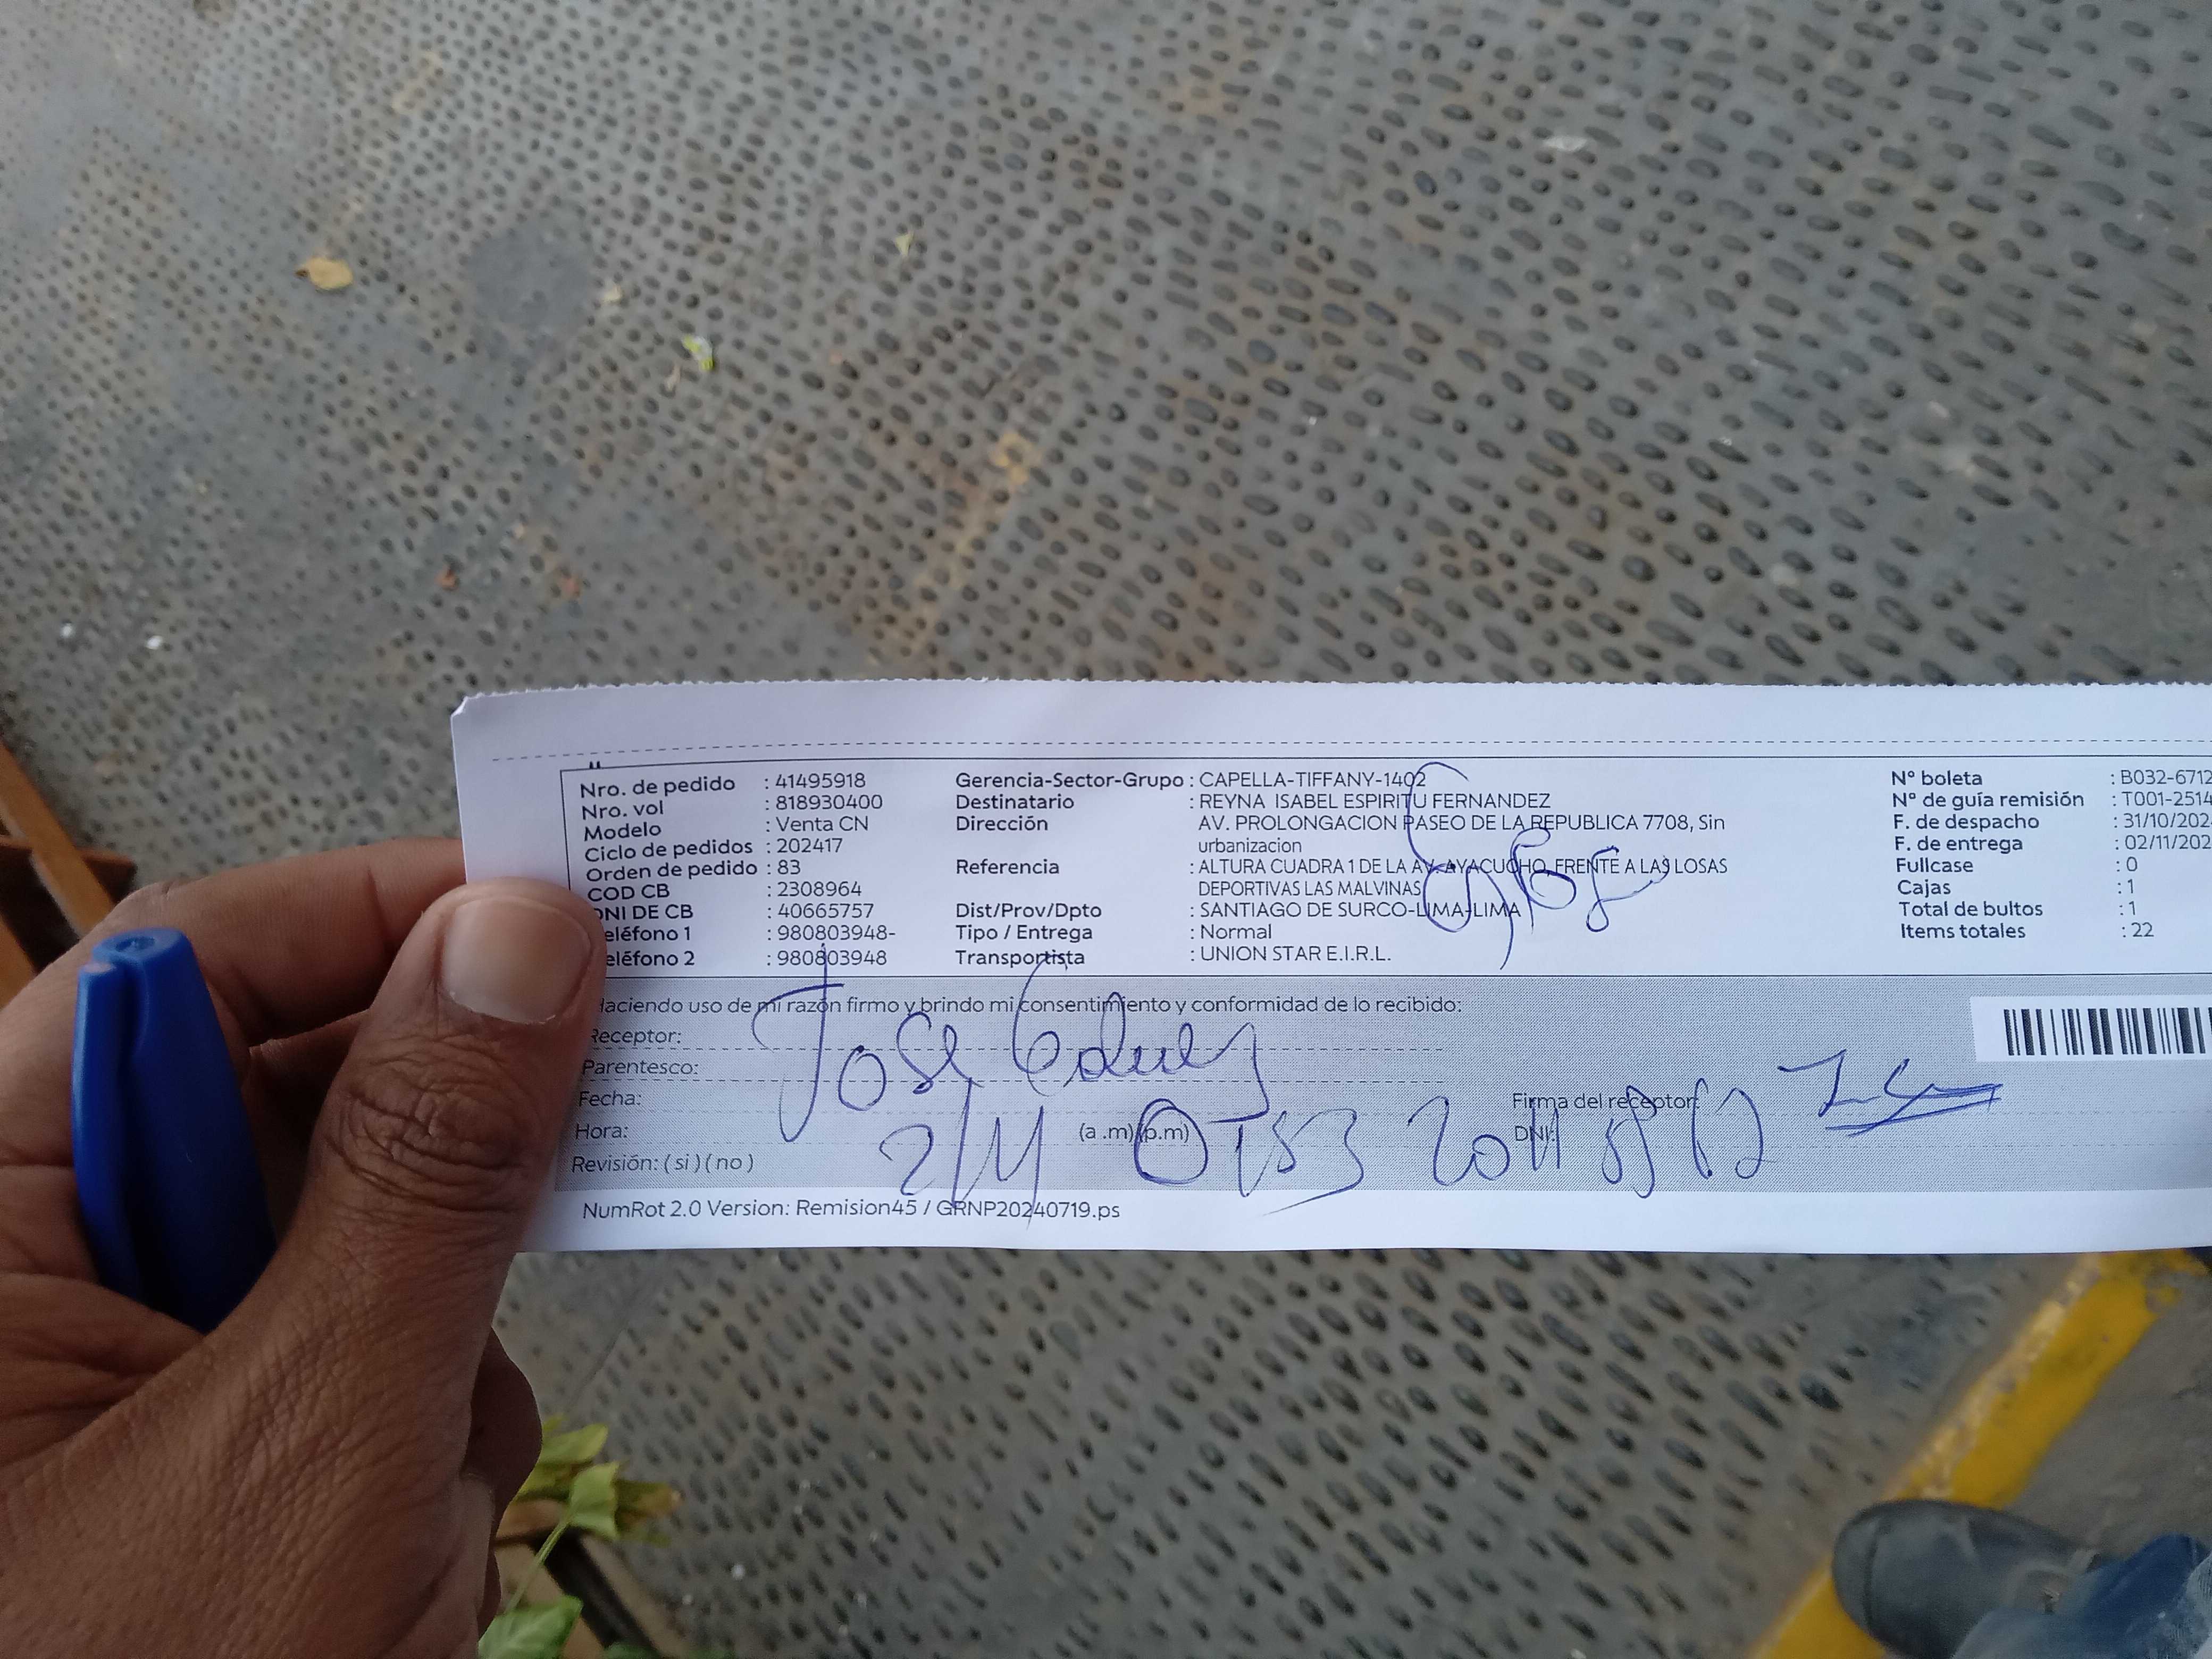 Nro. de pedido : 41495918
Nro. vol : 818930400
Modelo : Venta CN
Ciclo de pedidos : 202417
Orden de pedido : 83
COD CB : 2308964
DNI DE CB : 40665757
eléfono 1 : 980803948-
eléfono 2 : 980803948
Gerencia-Sector-Grupo : CAPELLA-TIFFANY-1402
Destinatario : REYNA ISABEL ESPIRITU FERNANDEZ
Dirección AV. PROLONGACION PASEO DE LA REPUBLICA 7708, Sin
urbanizacion
Referencia : ALTURA CUADRA 1 DE LA AV. AYACUCHO, FRENTE A LAS LOSAS
DEPORTIVAS LAS MALVINAS
Dist/Prov/Dpto : SANTIAGO DE SURCO-LIMA-LIMA
Tipo / Entrega : Normal
Transportista : UNION STAR E.I.R.L.
N° boleta : B032-6712
N° de guía remisión : T001-2514
F. de despacho : 31/10/202
F. de entrega : 02/11/202
Fullcase : 0
Cajas : 1
Total de bultos : 1
Items totales : 22
Haciendo uso de mi razón firmo y brindo mi consentimiento y conformidad de lo recibido:
Receptor:
Parentesco: Jose
Fecha:
Firma del receptor:
Hora: 2/11 (a .m) (p.m)
DNI:
Revisión: ( si ) ( no )
NumRot 2.0 Version: Remision45 / GRNP20240719.ps